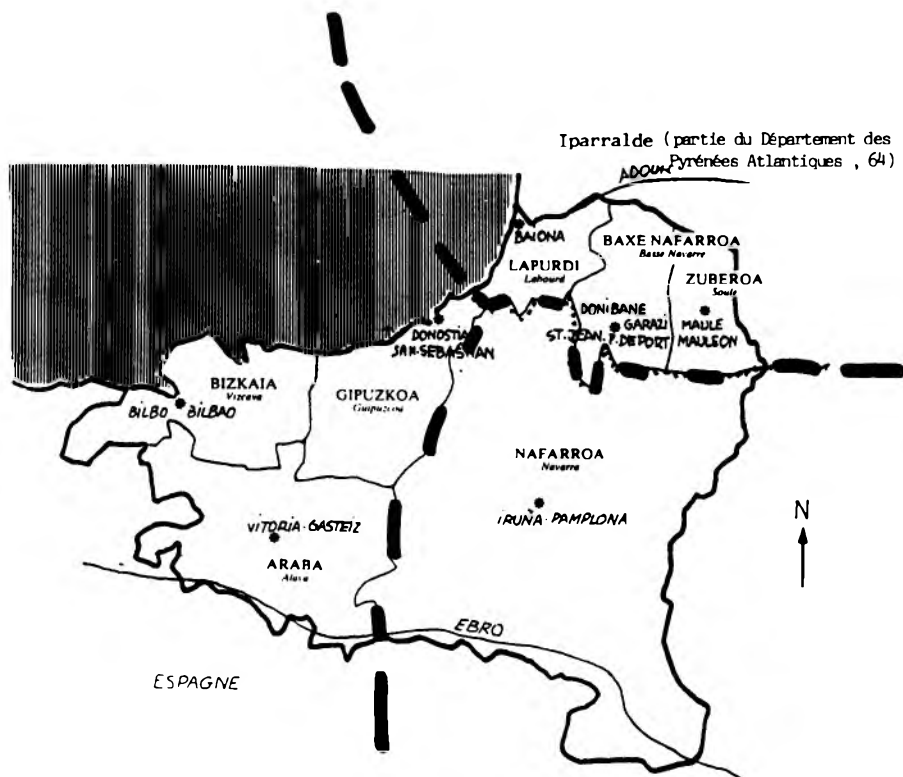 Iparralde (partie du Département des
Pyrénées Atlantiques , 64)
ADOUR
BAIONA
BAXE NAFARROA
Basse Navarre
LAPURDI
Labourd
ZUBEROA
Soule
DONIBANE
GARAZI
ST. JEAN. P. DE PORT
MAULE
MAULEON
DONOSTIA
SAN-SEBASTIAN
BIZKAIA
Vizcaya
GIPUZKOA
Guipuzcoa
BILBO
BILBAO
NAFARROA
Navarra
IRUÑA-PAMPLONA
N
VITORIA-GASTEIZ
ARABA
Alava
EBRO
ESPAGNE